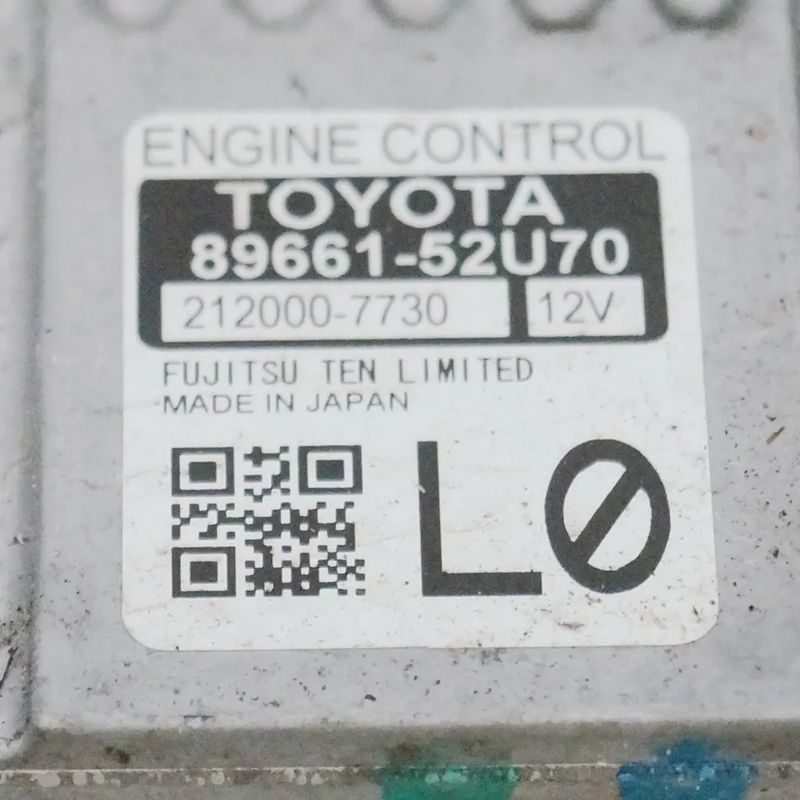 ENGINE CONTROL
TOYOTA
89661-52U70
212000-7730 12V
FUJITSU TEN LIMITED
MADE IN JAPAN
L0